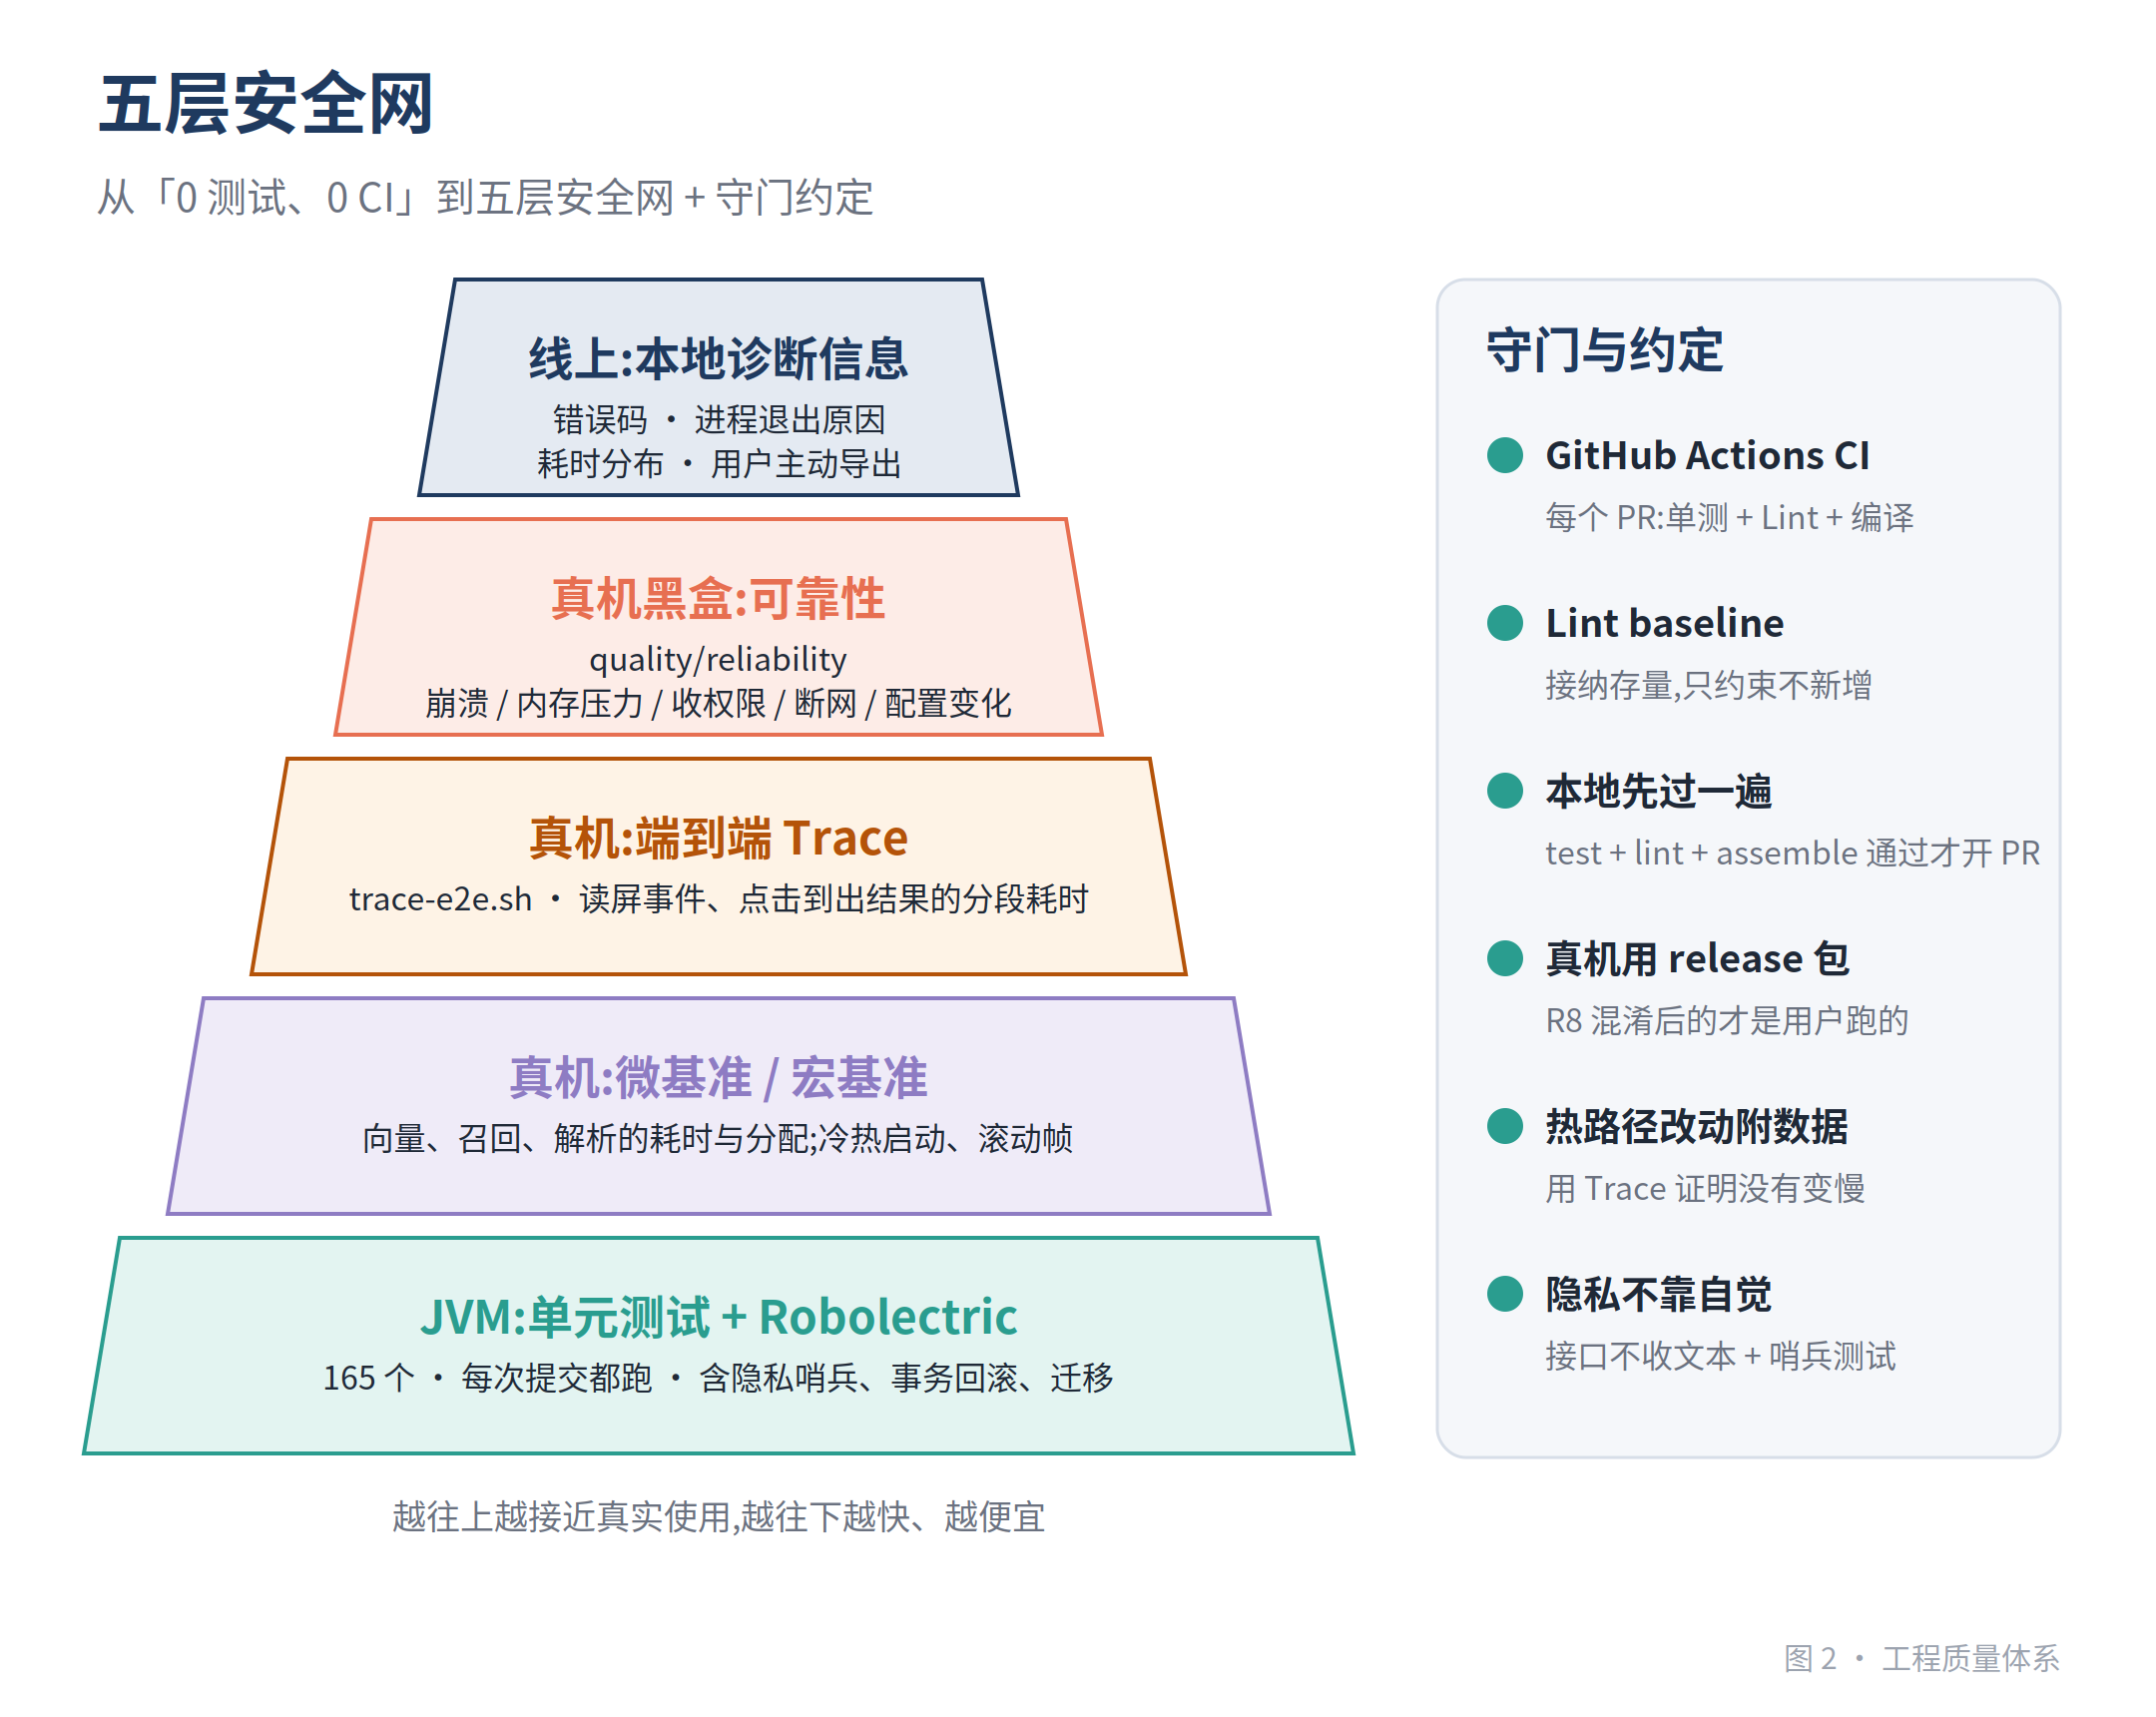 五层安全网
从「0 测试、0 CI」到五层安全网 + 守门约定
线上:本地诊断信息
错误码 · 进程退出原因
耗时分布 · 用户主动导出
真机黑盒:可靠性
quality/reliability
崩溃 / 内存压力 / 收权限 / 断网 / 配置变化
真机:端到端 Trace
trace-e2e.sh · 读屏事件、点击到出结果的分段耗时
真机:微基准 / 宏基准
向量、召回、解析的耗时与分配;冷热启动、滚动帧
JVM:单元测试 + Robolectric
165 个 · 每次提交都跑 · 含隐私哨兵、事务回滚、迁移
越往上越接近真实使用,越往下越快、越便宜
守门与约定
GitHub Actions CI
每个 PR:单测 + Lint + 编译
Lint baseline
接纳存量,只约束不新增
本地先过一遍
test + lint + assemble 通过才开 PR
真机用 release 包
R8 混淆后的才是用户跑的
热路径改动附数据
用 Trace 证明没有变慢
隐私不靠自觉
接口不收文本 + 哨兵测试
图 2 · 工程质量体系